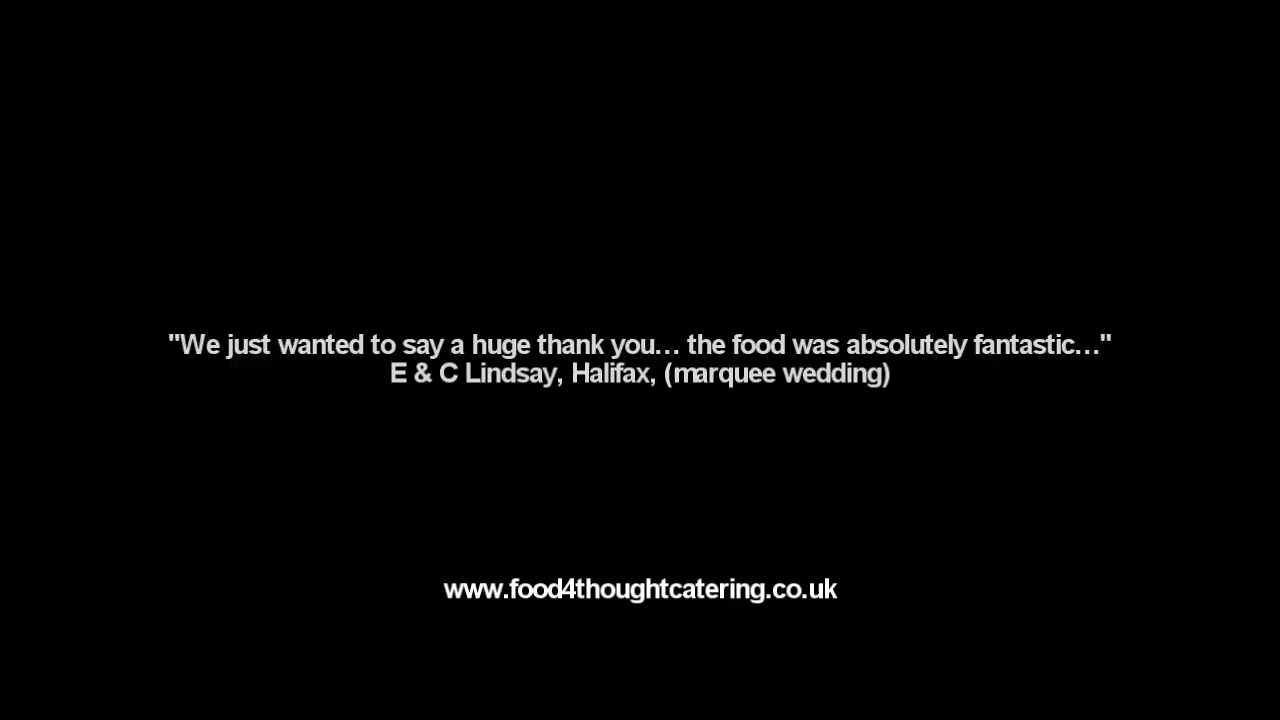 "We just wanted to say a huge thank you… the food was absolutely fantastic…"
E & C Lindsay, Halifax, (marquee wedding)
www.food4thoughtcatering.co.uk